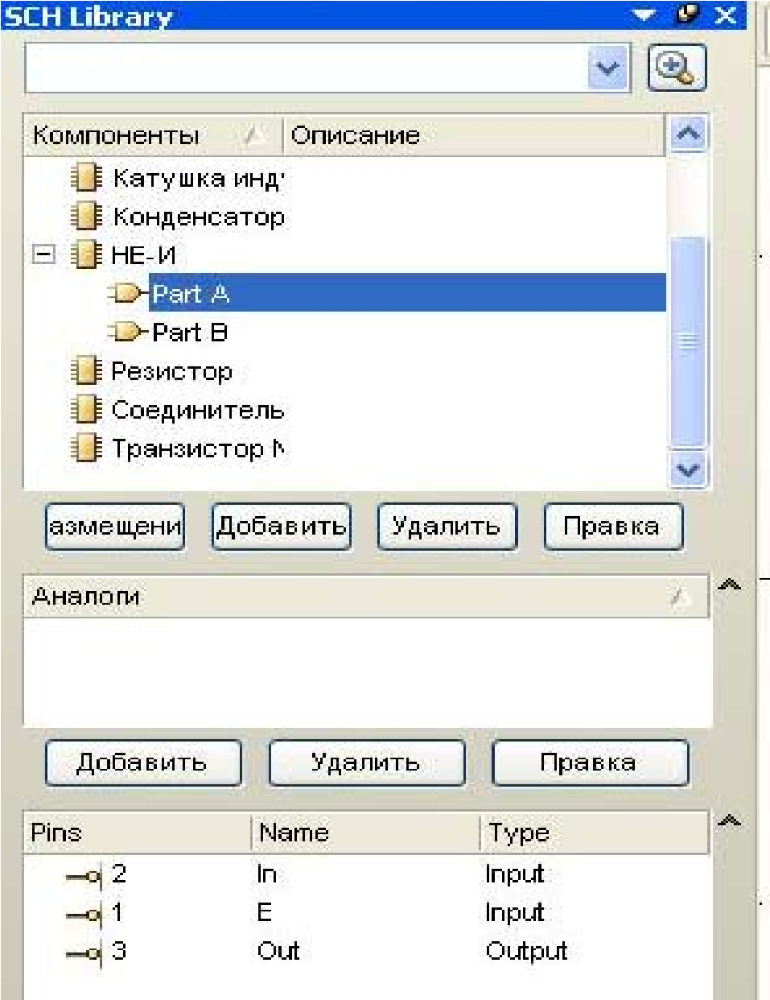 SCH Library
Компоненты Описание
Катушка инд
Конденсатор
НЕ-И
Part A
Part B
Резистор
Соединитель
Транзистор N
азмещени Добавить Удалить Правка
Аналоги
Добавить Удалить Правка
Pins Name Type
2 In Input
1 E Input
3 Out Output